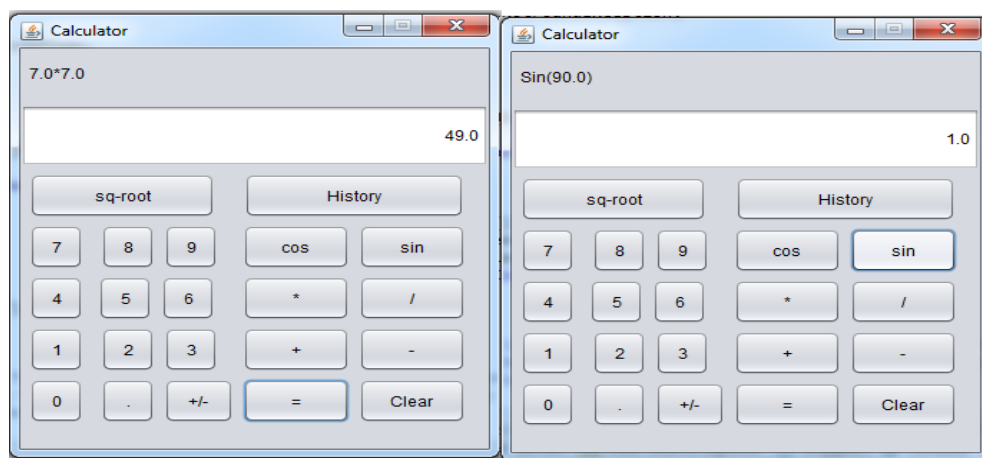 Calculator
7.0*7.0
49.0
sq-root History
7 8 9 cos sin
4 5 6 * /
1 2 3 + -
0 . +/- = Clear
Calculator
Sin(90.0)
1.0
sq-root History
7 8 9 cos sin
4 5 6 * /
1 2 3 + -
0 . +/- = Clear